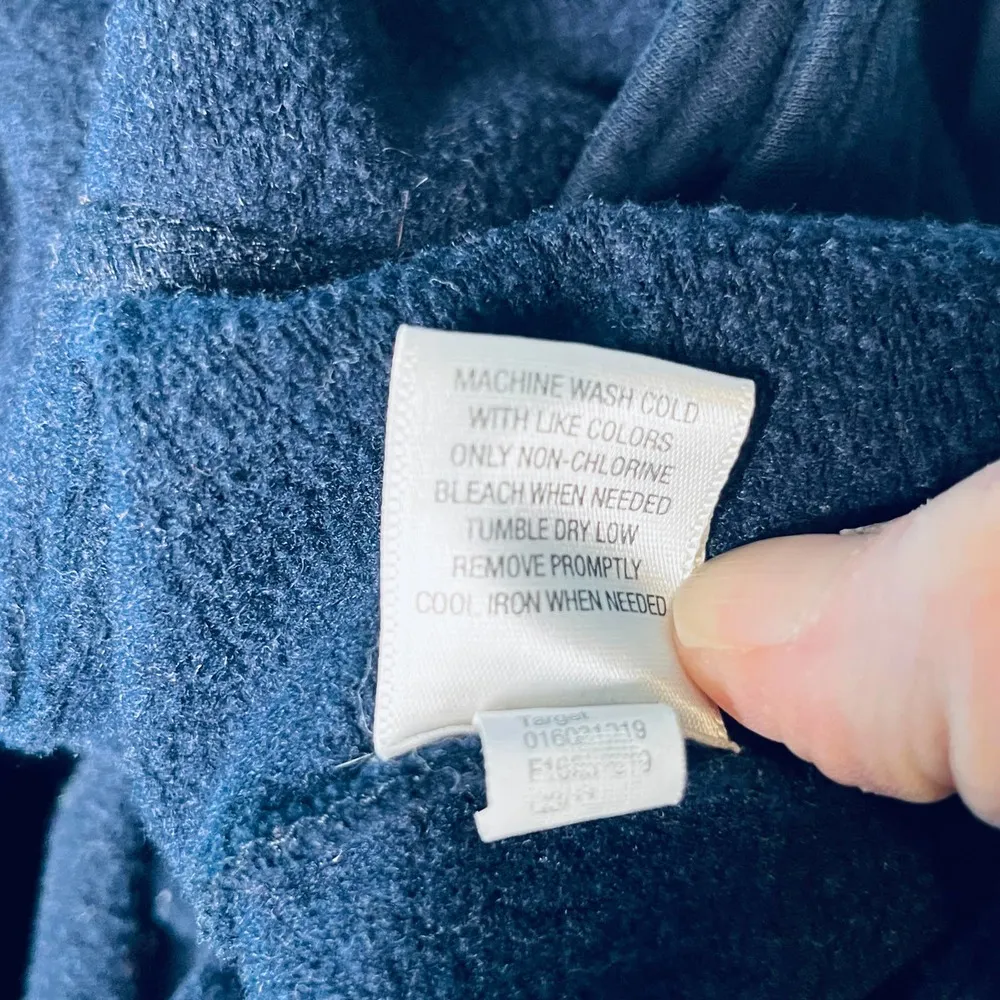 MACHINE WASH COLD
WITH LIKE COLORS
ONLY NON-CHLORINE
BLEACH WHEN NEEDED
TUMBLE DRY LOW
REMOVE PROMPTLY
COOL IRON WHEN NEEDED
Target